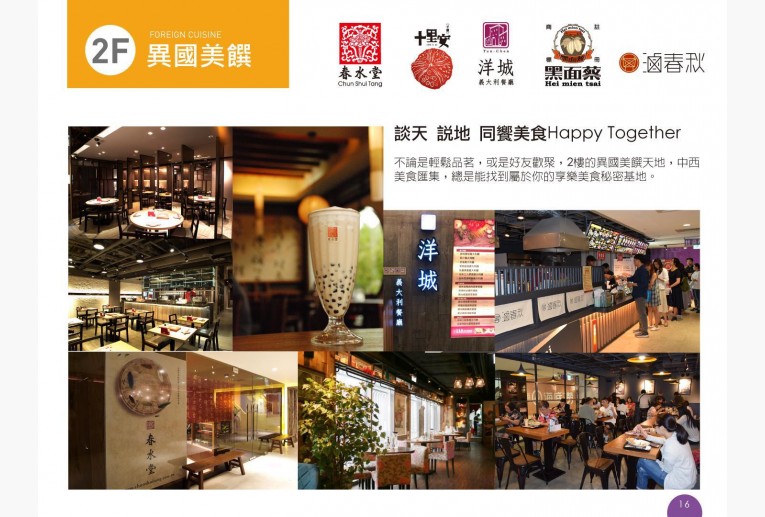 2F
FOREIGN CUISINE
異國美饌
春水堂
Chun Shui Tang
十里安
洋城
義大利餐廳
黑面蔡
Hei mien tsai
滷春秋
談天 說地 同饗美食Happy Together
不論是輕鬆品茗，或是好友歡聚，2樓的異國美饌天地，中西
美食匯集，總是能找到屬於你的享樂美食秘密基地。
洋城
義大利餐廳
滷春秋
春水堂
16